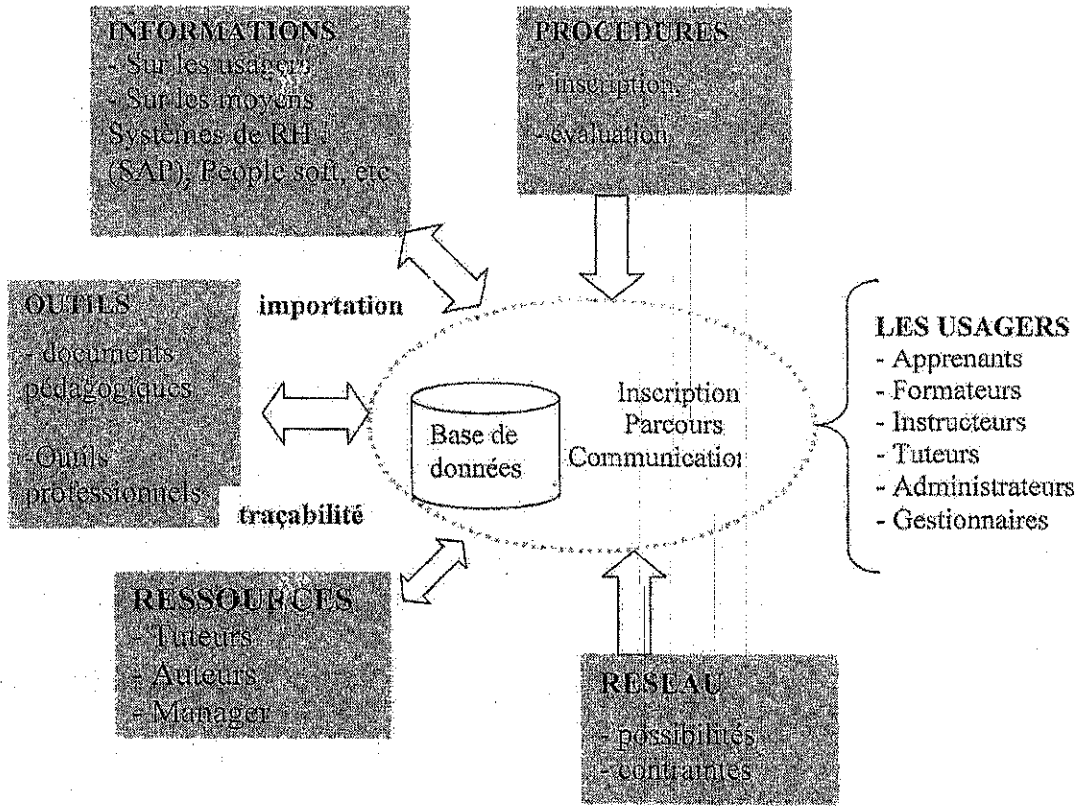 INFORMATIONS
- Sur les usagers
- Sur les moyens
Systèmes de RH
(SAP), People soft, etc
PROCEDURES
- inscription,
- évaluation
OUTILS
- documents
pédagogiques
-Outils
professionnels
importation
traçabilité
Base de
données
Inscription
Parcours
Communication
LES USAGERS
- Apprenants
- Formateurs
- Instructeurs
- Tuteurs
- Administrateurs
- Gestionnaires
RESSOURCES
- Tuteurs
- Auteurs
- Manager
RESEAU
- possibilités
- contraintes